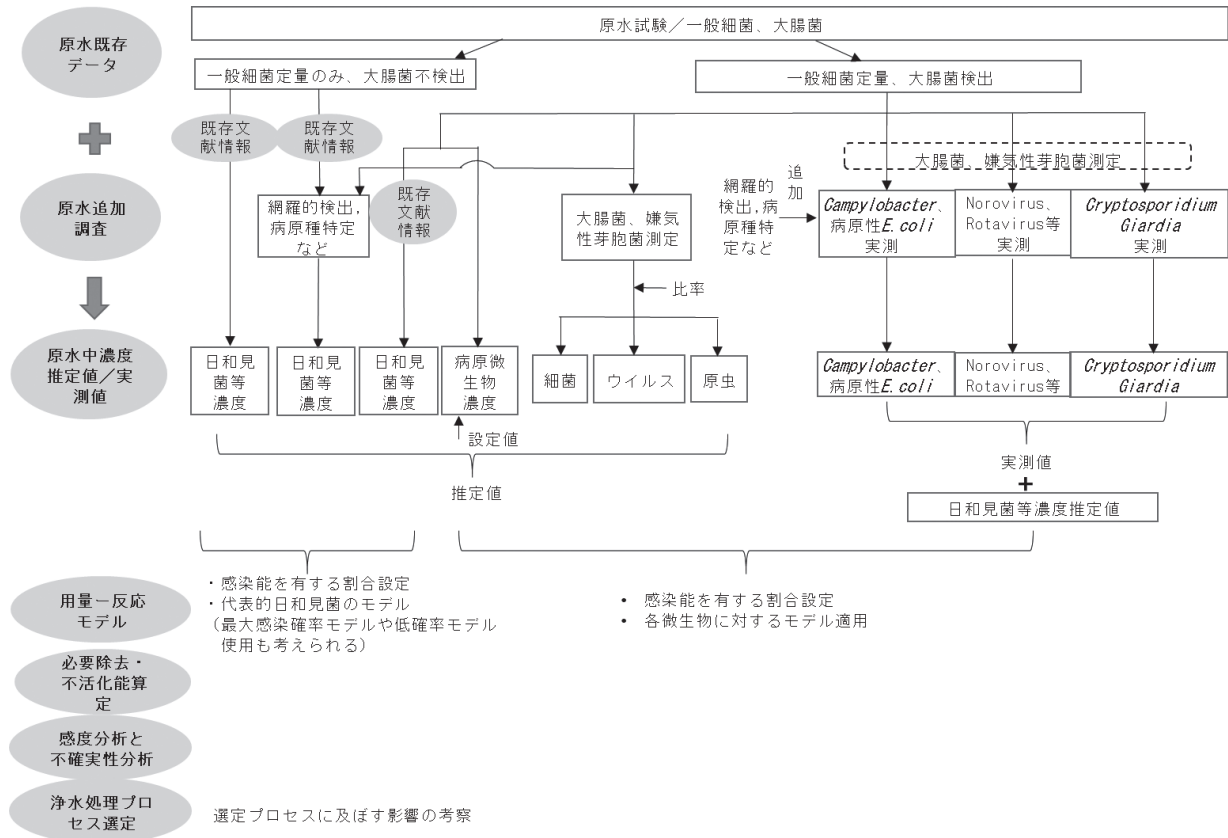 原水既存
データ
原水試験／一般細菌、大腸菌
一般細菌定量のみ、大腸菌不検出
一般細菌定量、大腸菌検出
既存文
献情報
既存文
献情報
大腸菌、嫌気性芽胞菌測定
原水追加
調査
網羅的検出,病
原種特定
など
既存
文献情
報
大腸菌、嫌気
性芽胞菌測定
網羅的
検出,病
原種特
定など
追
加
Campylobacter、
病原性E.coli
実測
Norovirus、
Rotavirus等
実測
Cryptosporidium
Giardia
実測
比率
原水中濃度
推定値／実
測値
日和見
菌等
濃度
日和見
菌等
濃度
日和見
菌等
濃度
病原微
生物
濃度
細菌
ウイルス
原虫
Campylobacter、
病原性E.coli
Norovirus、
Rotavirus等
Cryptosporidium
Giardia
設定値
推定値
実測値
+
日和見菌等濃度推定値
用量ー反応
モデル
・感染能を有する割合設定
・代表的日和見菌のモデル
（最大感染確率モデルや低確率モデル
使用も考えられる）
• 感染能を有する割合設定
• 各微生物に対するモデル適用
必要除去・
不活化能算
定
感度分析と
不確実性分析
浄水処理プロ
セス選定
選定プロセスに及ぼす影響の考察